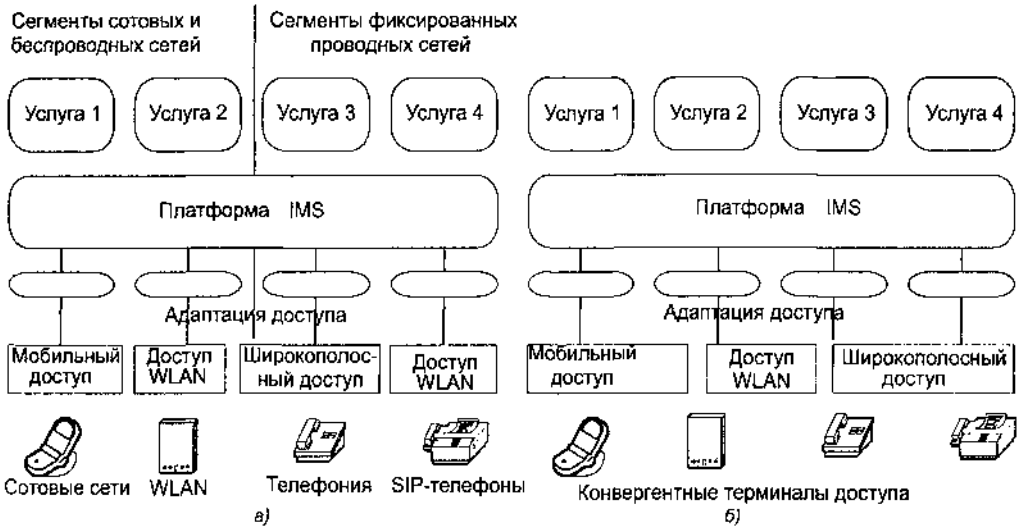 Сегменты сотовых и
беспроводных сетей
Сегменты фиксированных
проводных сетей
Услуга 1
Услуга 2
Услуга 3
Услуга 4
Платформа IMS
Адаптация доступа
Мобильный
доступ
Доступ
WLAN
Широкополос-
ный доступ
Доступ
WLAN
Сотовые сети
WLAN
Телефония
SIP-телефоны
а)
Услуга 1
Услуга 2
Услуга 3
Услуга 4
Платформа IMS
Адаптация доступа
Мобильный
доступ
Доступ
WLAN
Широкополосный
доступ
Конвергентные терминалы доступа
б)